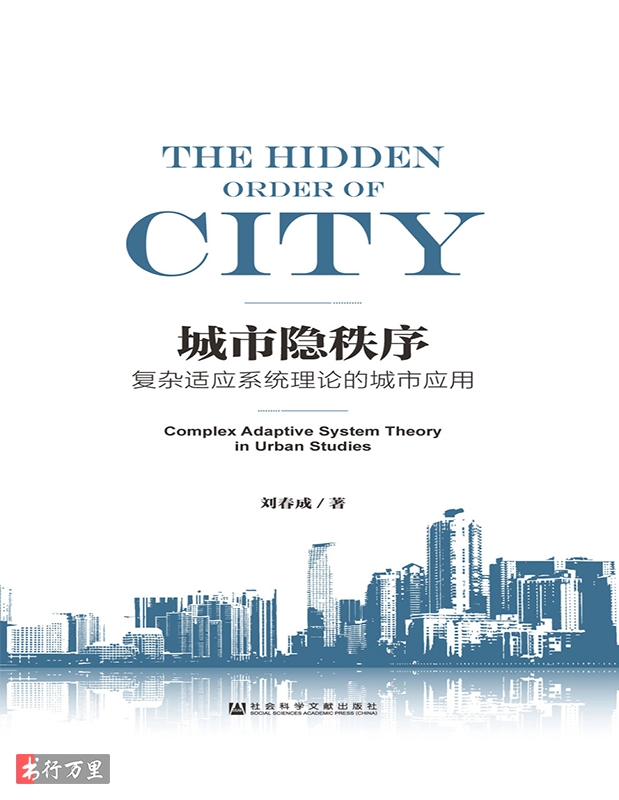 THE HIDDEN
ORDER OF
CITY
城市隐秩序
复杂适应系统理论的城市应用
Complex Adaptive System Theory
in Urban Studies
刘春成/著
社会科学文献出版社
SOCIAL SCIENCES ACADEMIC PRESS (CHINA)
书行万里